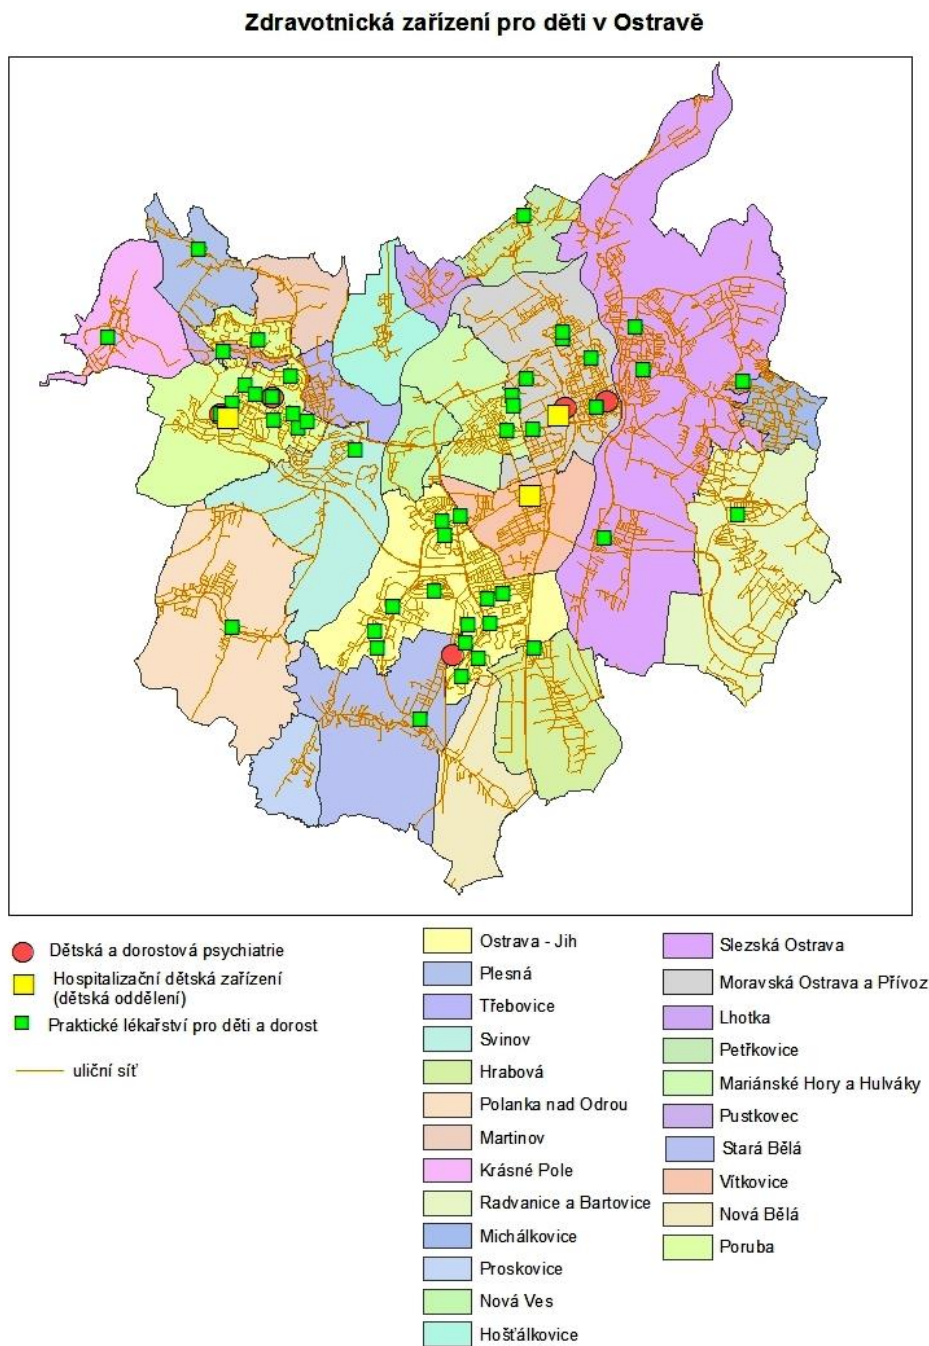 Zdravotnická zařízení pro děti v Ostravě
Dětská a dorostová psychiatrie
Hospitalizační dětská zařízení
(dětská oddělení)
Praktické lékařství pro děti a dorost
uliční síť
Ostrava - Jih
Plesná
Třebovice
Svinov
Hrabová
Polanka nad Odrou
Martinov
Krásné Pole
Radvanice a Bartovice
Michálkovice
Proskovice
Nová Ves
Hošťálkovice
Slezská Ostrava
Moravská Ostrava a Přívoz
Lhotka
Petřkovice
Mariánské Hory a Hulváky
Pustkovec
Stará Bělá
Vítkovice
Nová Bělá
Poruba